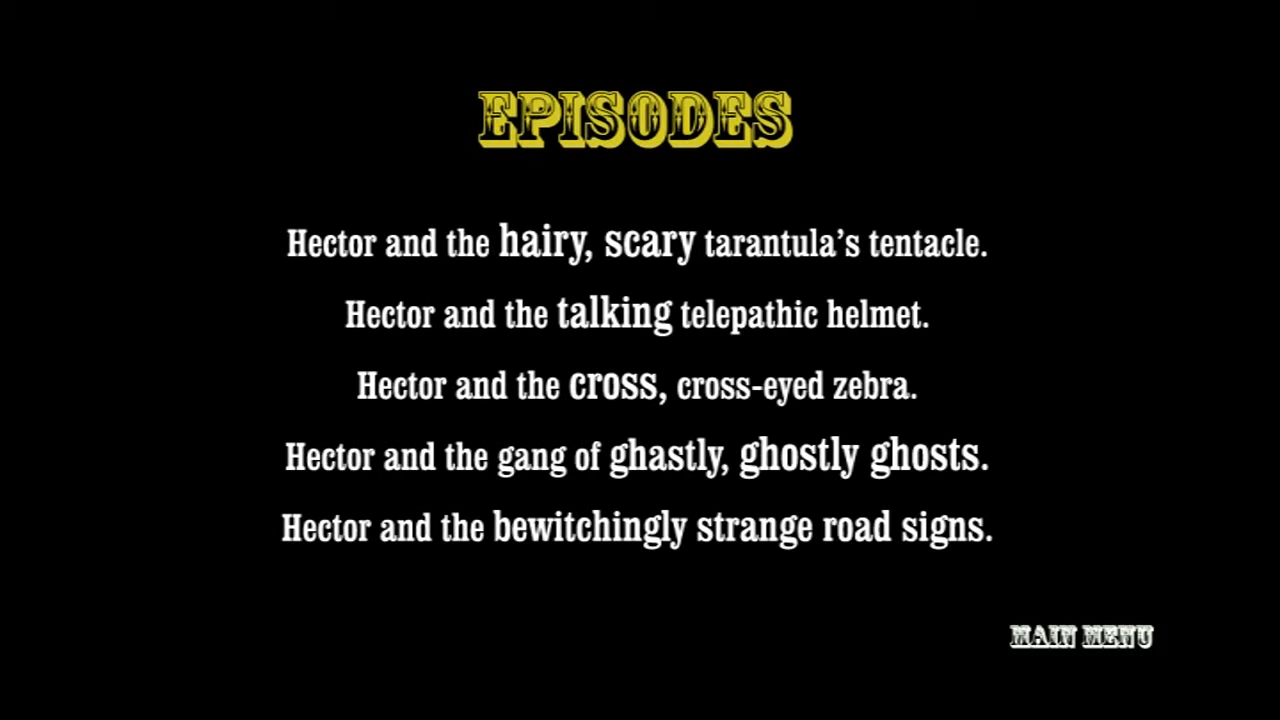 EPISODES
Hector and the hairy, scary tarantula’s tentacle.
Hector and the talking telepathic helmet.
Hector and the cross, cross-eyed zebra.
Hector and the gang of ghastly, ghostly ghosts.
Hector and the bewitchingly strange road signs.
MAIN MENU